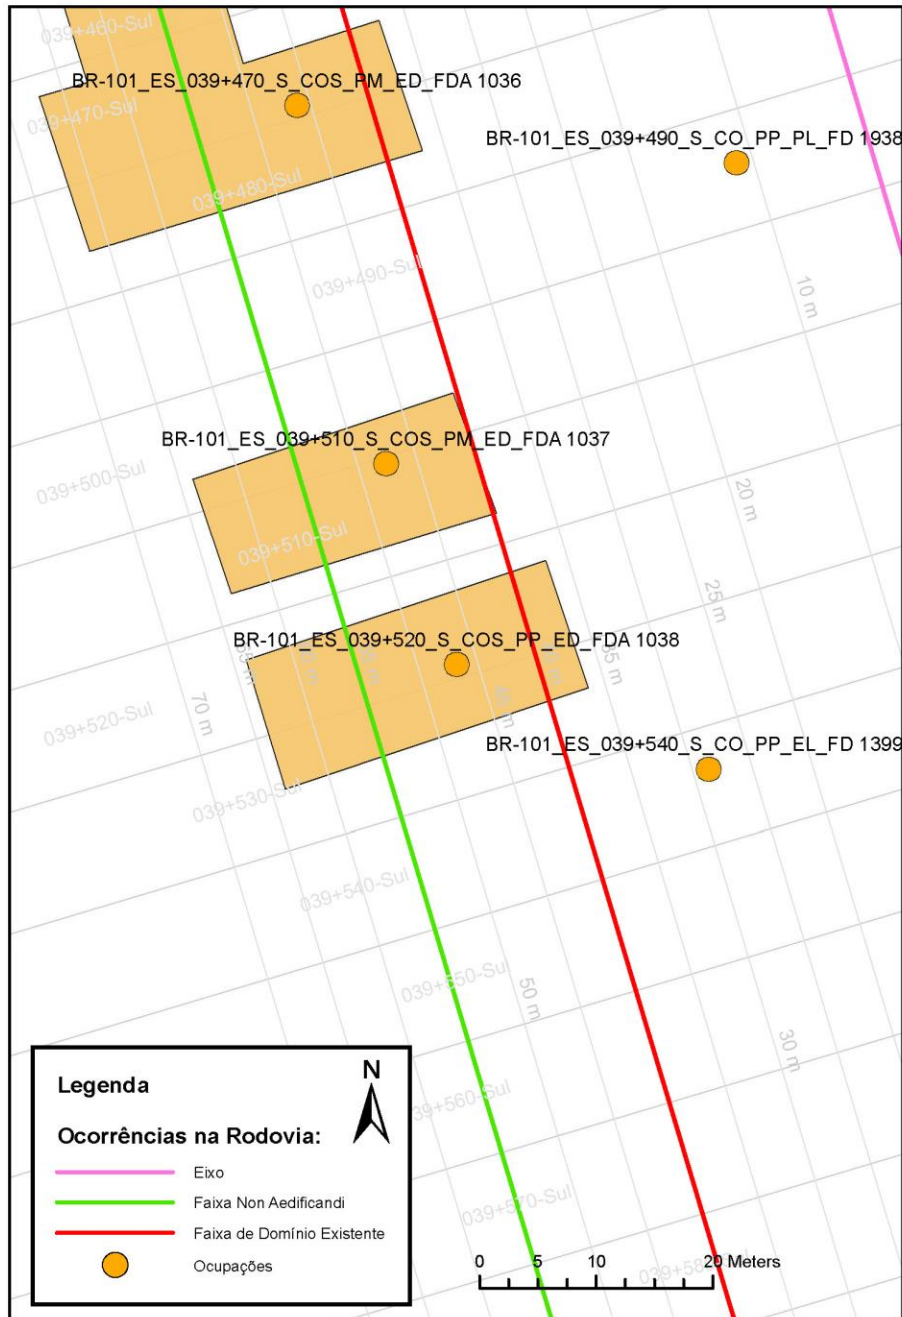 039+460-Sul
BR-101_ES_039+470_S_COS_PM_ED_FDA 1036
039+470-Sul
BR-101_ES_039+490_S_CO_PP_PL_FD 1938
039+480-Sul
039+490-Sul
10 m
BR-101_ES_039+510_S_COS_PM_ED_FDA 1037
039+500-Sul
20 m
039+510-Sul
25 m
BR-101_ES_039+520_S_COS_PP_ED_FDA 1038
35 m
70 m
039+520-Sul
BR-101_ES_039+540_S_CO_PP_EL_FD 1399
039+530-Sul
039+540-Sul
039+550-Sul
50 m
30 m
039+560-Sul
039+570-Sul
Legenda
N
Ocorrências na Rodovia:
Eixo
Faixa Non Aedificandi
Faixa de Domínio Existente
Ocupações
0 5 10 20 Meters